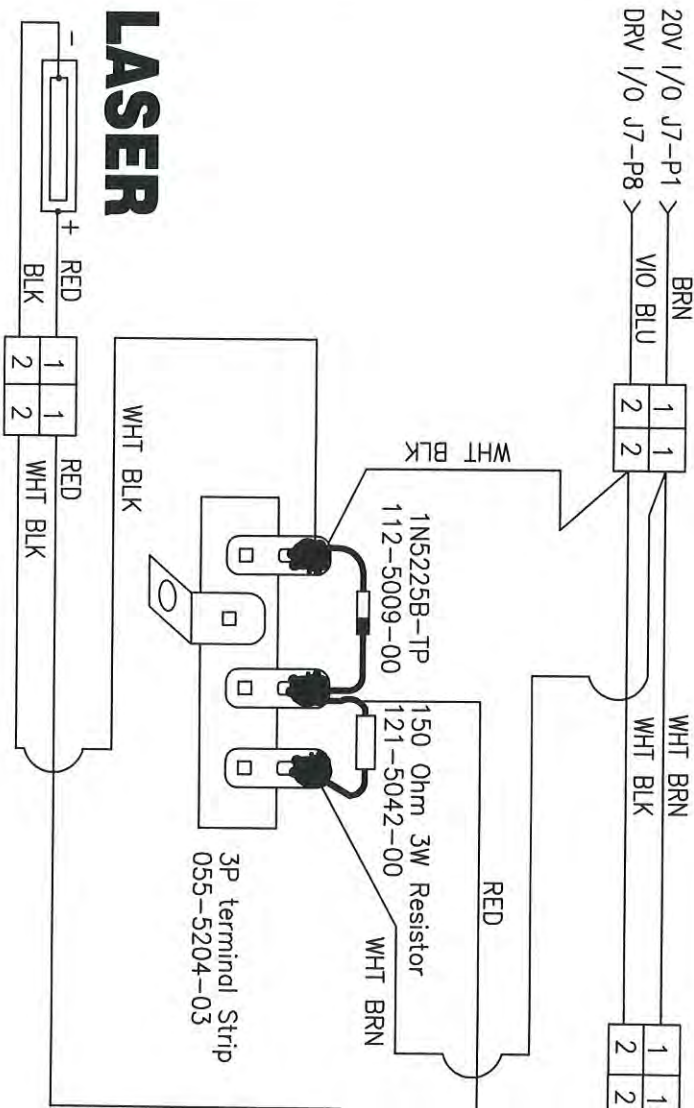 20V I/O J7-P1
DRV I/O J7-P8
BRN
VIO BLU
1 1
2 2
WHT BRN
WHT BLK
1 1
2 2
WHT BLK
1N5225B-TP
112-5009-00
150 Ohm 3W Resistor
121-5042-00
RED
WHT BRN
3P terminal Strip
055-5204-03
WHT BLK
LASER
- +
RED
BLK
1 1
2 2
RED
WHT BLK